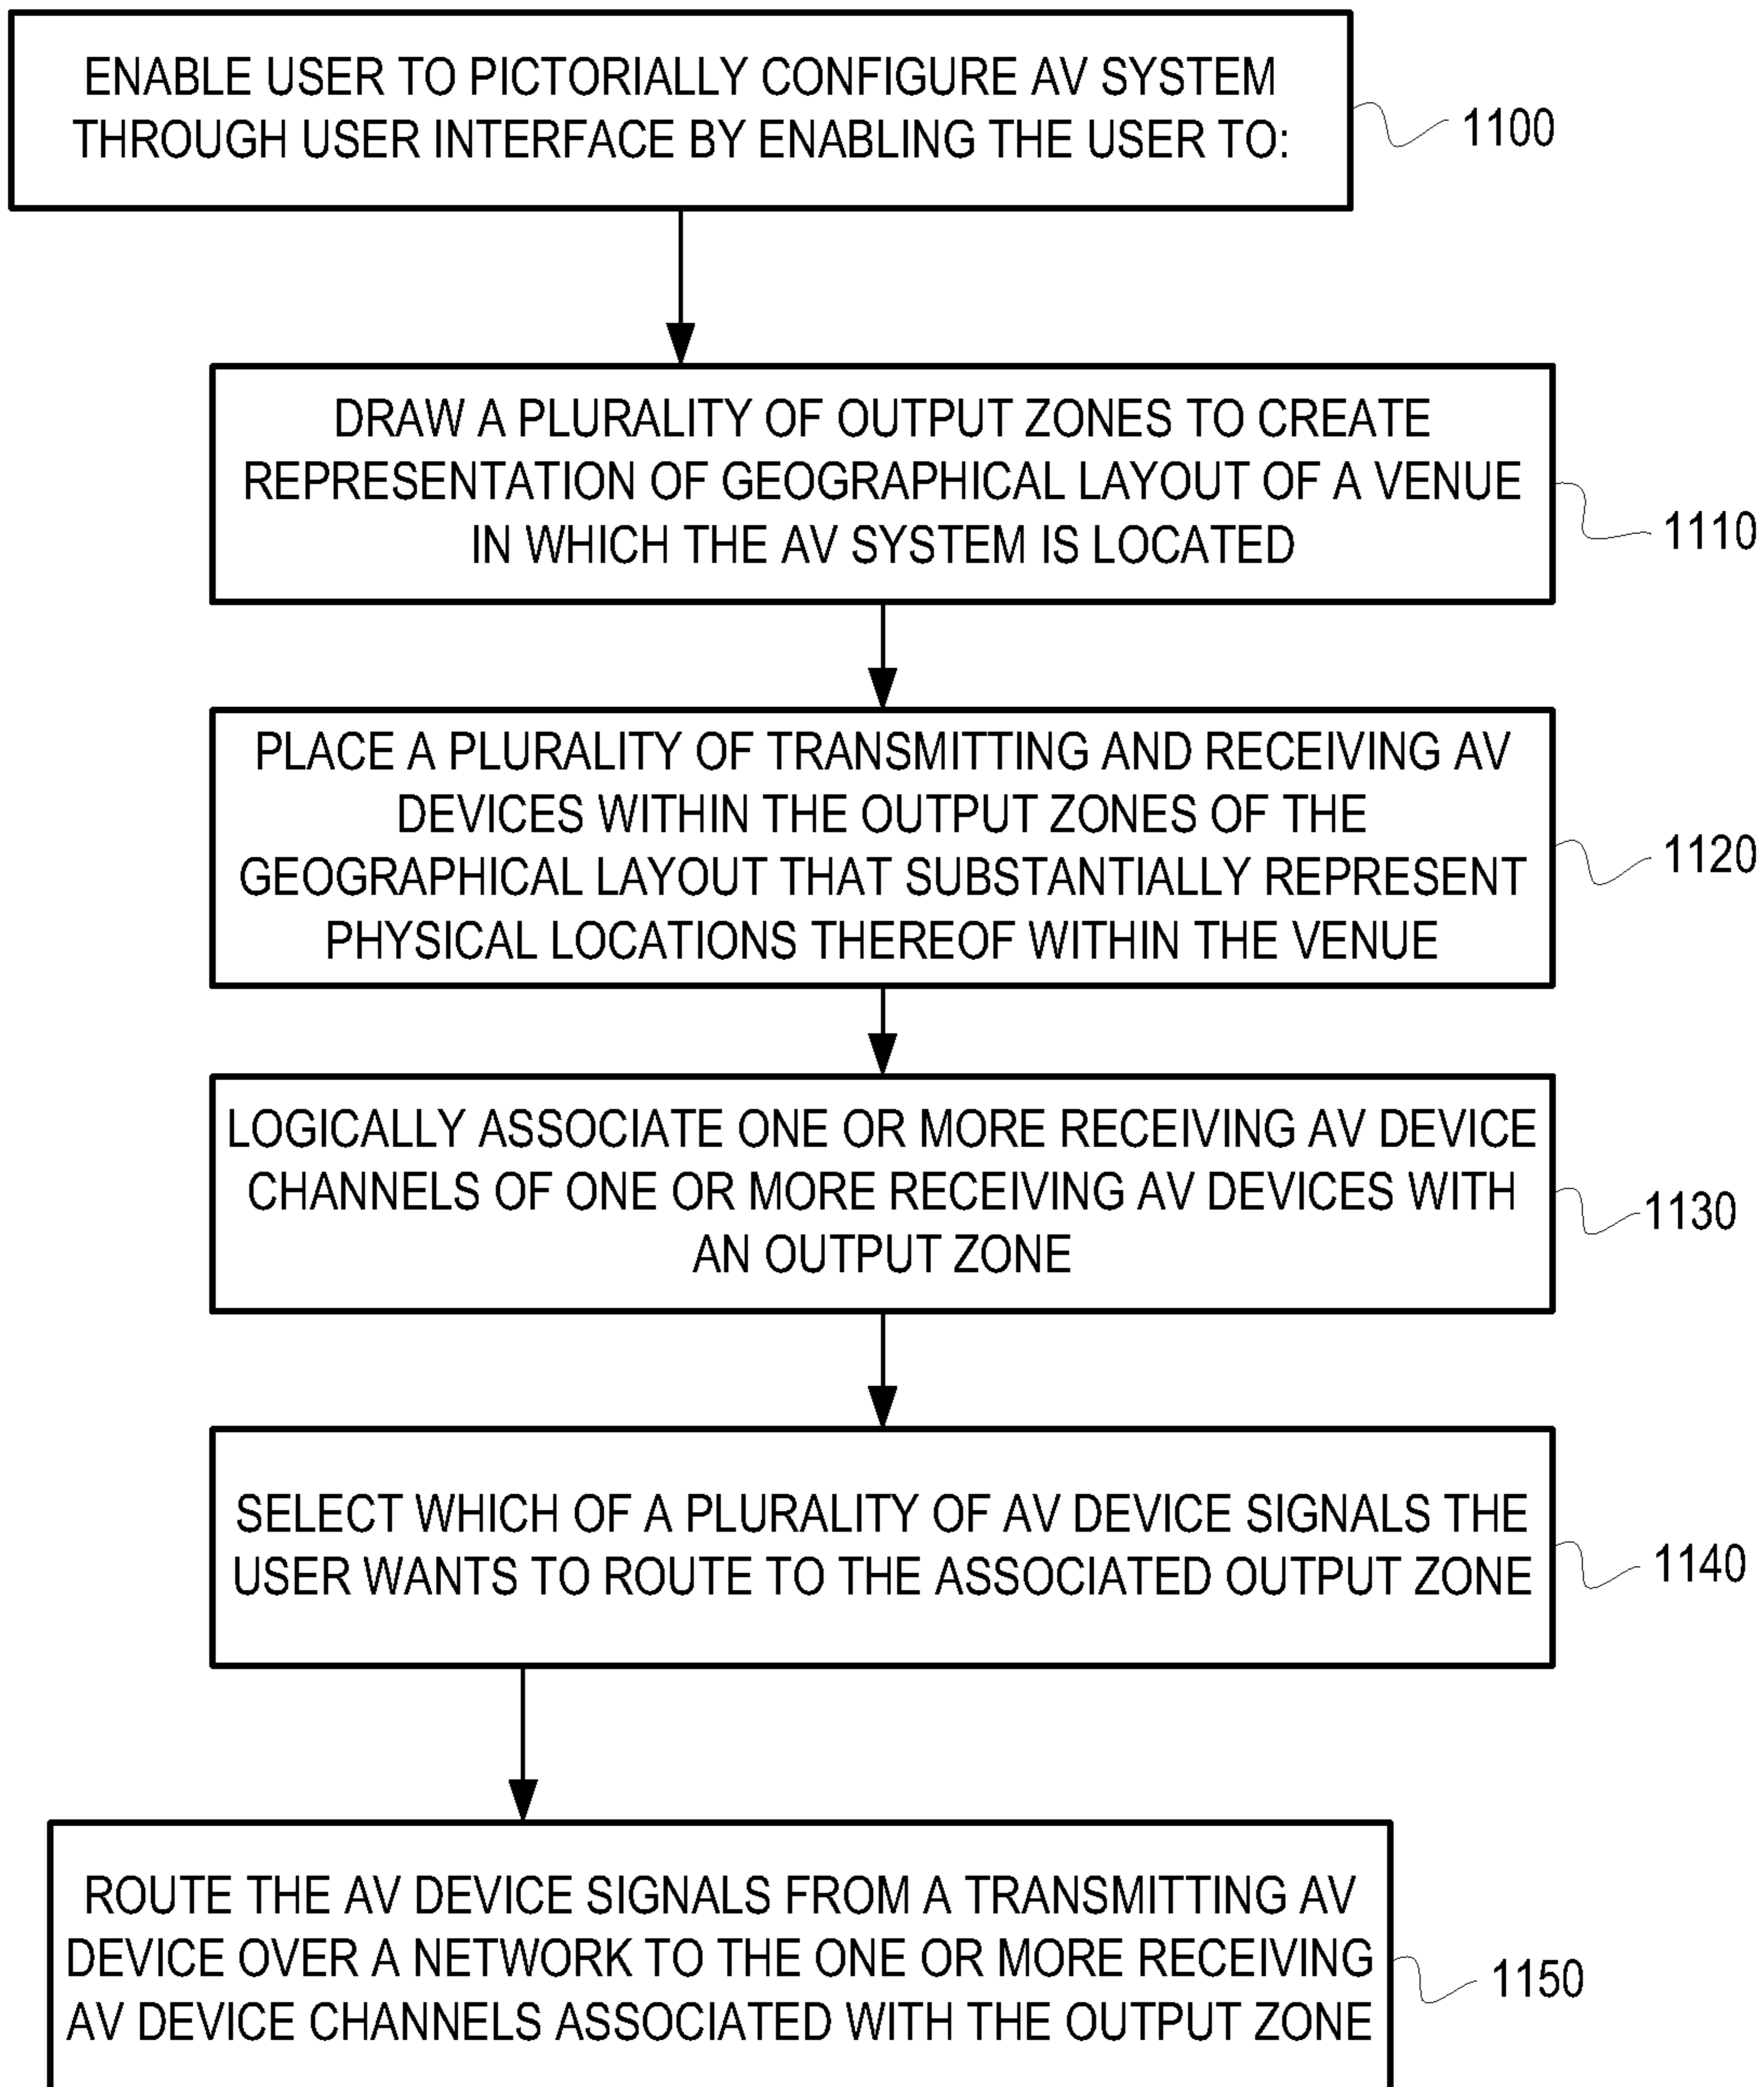 ENABLE USER TO PICTORIALLY CONFIGURE AV SYSTEM
THROUGH USER INTERFACE BY ENABLING THE USER TO:
1100
DRAW A PLURALITY OF OUTPUT ZONES TO CREATE
REPRESENTATION OF GEOGRAPHICAL LAYOUT OF A VENUE
IN WHICH THE AV SYSTEM IS LOCATED
1110
PLACE A PLURALITY OF TRANSMITTING AND RECEIVING AV
DEVICES WITHIN THE OUTPUT ZONES OF THE
GEOGRAPHICAL LAYOUT THAT SUBSTANTIALLY REPRESENT
PHYSICAL LOCATIONS THEREOF WITHIN THE VENUE
1120
LOGICALLY ASSOCIATE ONE OR MORE RECEIVING AV DEVICE
CHANNELS OF ONE OR MORE RECEIVING AV DEVICES WITH
AN OUTPUT ZONE
1130
SELECT WHICH OF A PLURALITY OF AV DEVICE SIGNALS THE
USER WANTS TO ROUTE TO THE ASSOCIATED OUTPUT ZONE
1140
ROUTE THE AV DEVICE SIGNALS FROM A TRANSMITTING AV
DEVICE OVER A NETWORK TO THE ONE OR MORE RECEIVING
AV DEVICE CHANNELS ASSOCIATED WITH THE OUTPUT ZONE
1150